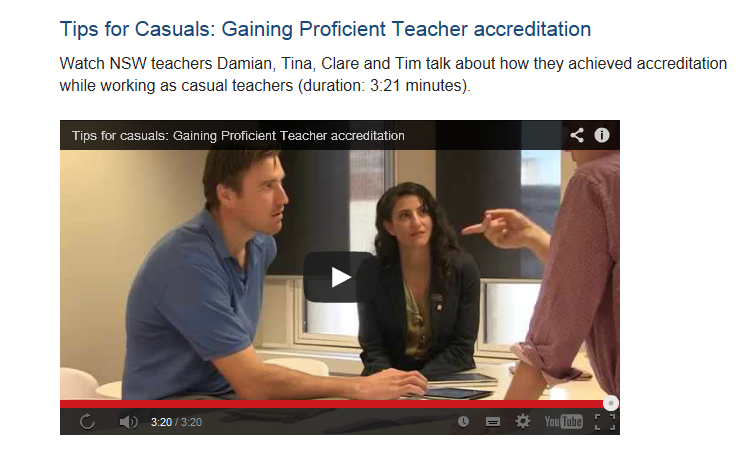 Tips for Casuals: Gaining Proficient Teacher accreditation
Watch NSW teachers Damian, Tina, Clare and Tim talk about how they achieved accreditation
while working as casual teachers (duration: 3:21 minutes).
Tips for casuals: Gaining Proficient Teacher accreditation
3:20 / 3:20
YouTube